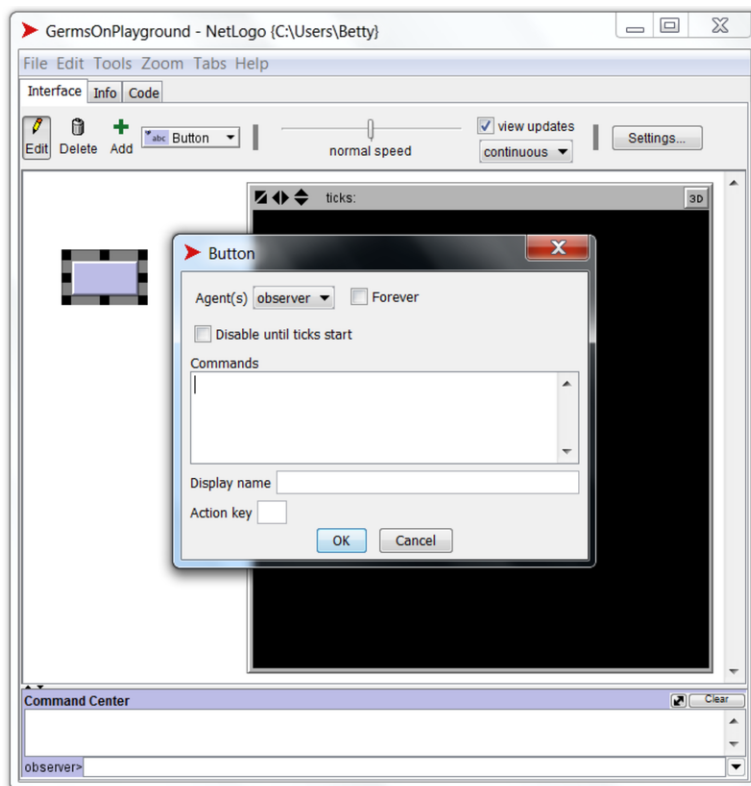 GermsOnPlayground - NetLogo {C:\Users\Betty}
File Edit Tools Zoom Tabs Help
Interface Info Code
Edit Delete Add abc Button normal speed view updates continuous Settings...
ticks: 3D
Button
Agent(s) observer Forever
Disable until ticks start
Commands
Display name
Action key
OK Cancel
Command Center Clear
observer>